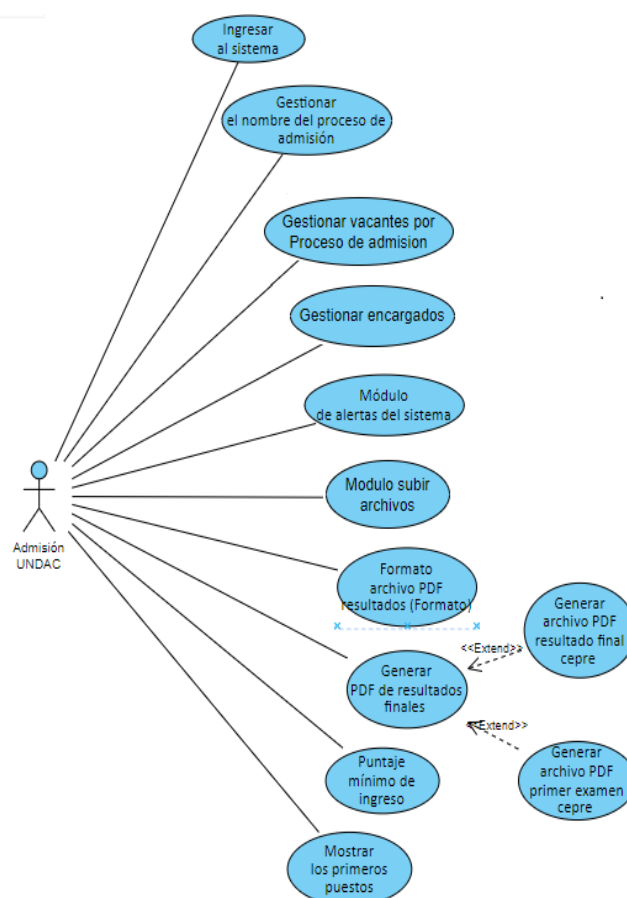 Ingresar
al sistema
Gestionar
el nombre del proceso de
admisión
Gestionar vacantes por
Proceso de admision
Gestionar encargados
Módulo
de alertas del sistema
Modulo subir
archivos
Admisión
UNDAC
Formato
archivo PDF
resultados (Formato)
Generar
archivo PDF
resultado final
cepre
<<Extend>>
Generar
PDF de resultados
finales
<<Extend>>
Generar
archivo PDF
primer examen
cepre
Puntaje
mínimo de
ingreso
Mostrar
los primeros
puestos